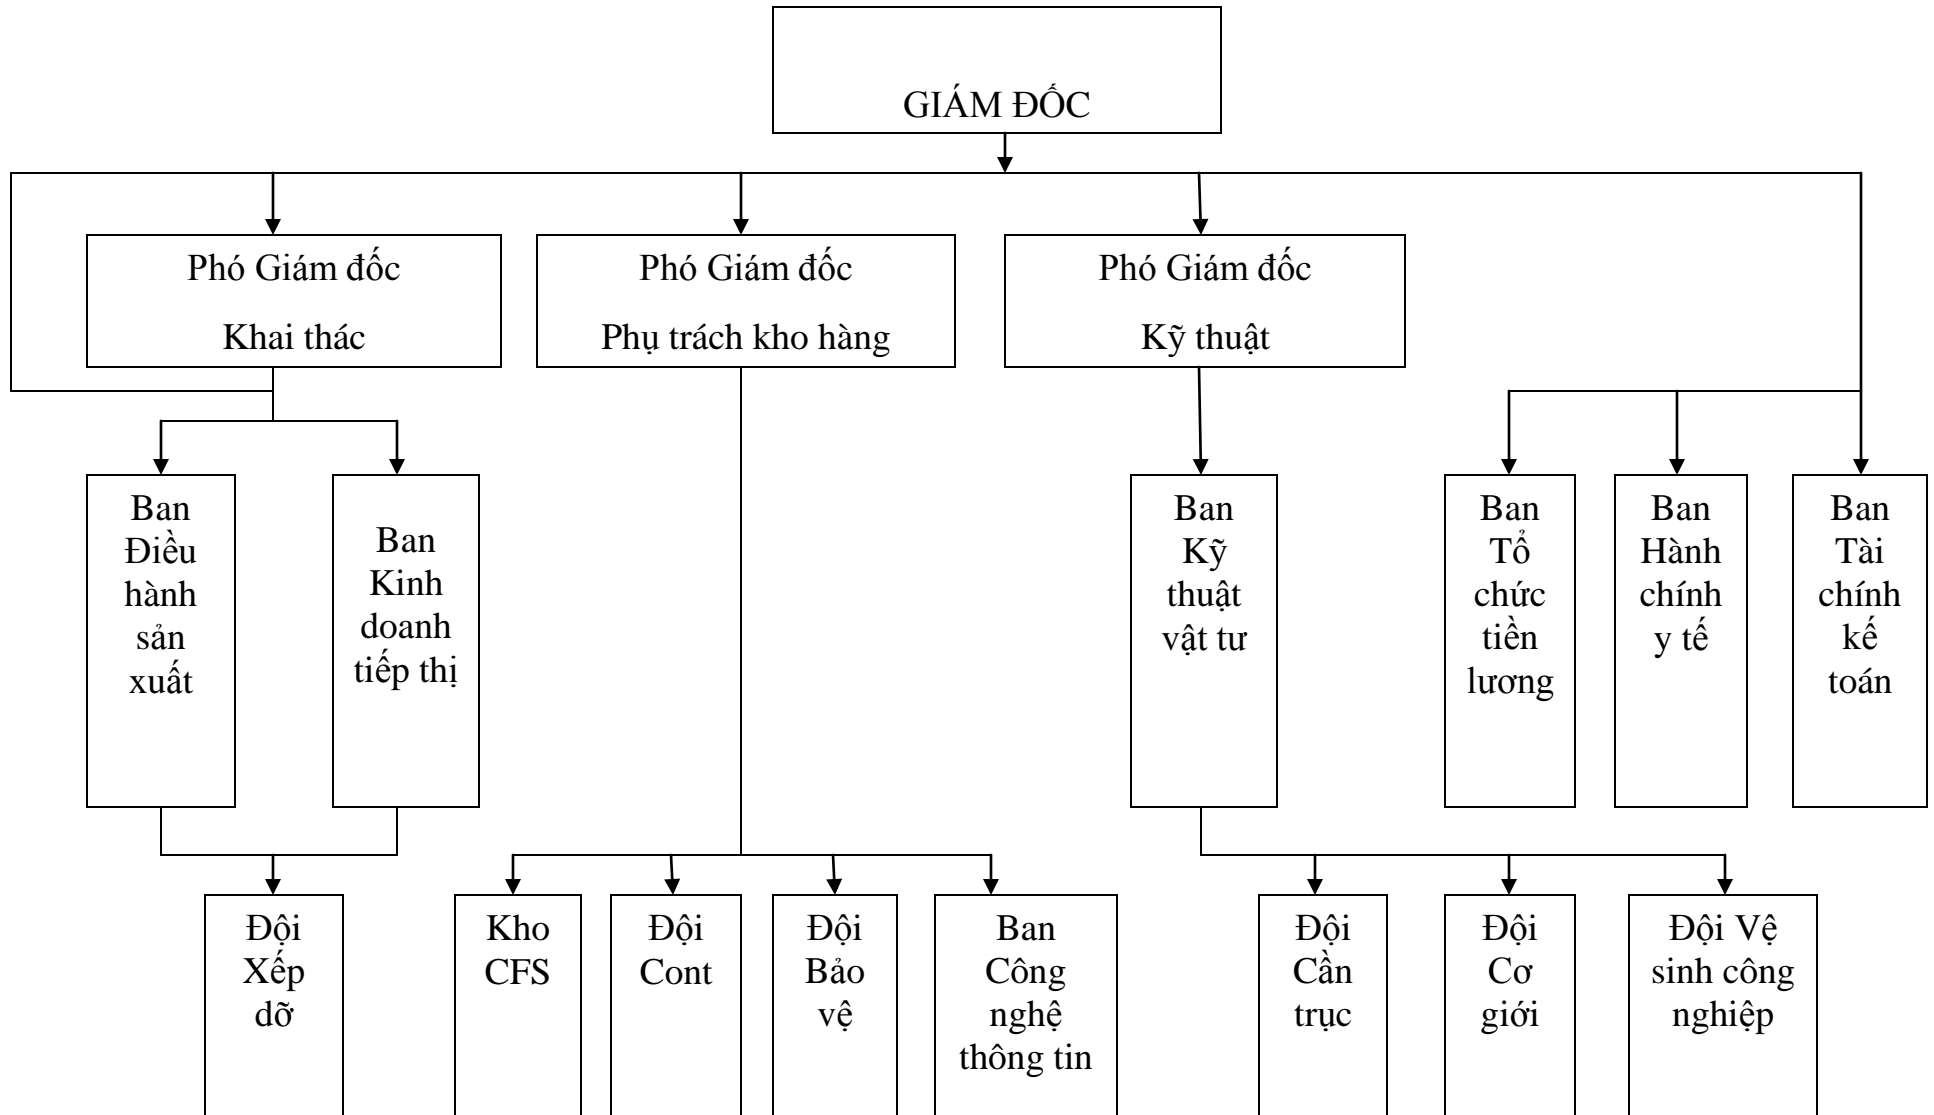 GIÁM ĐỐC
Phó Giám đốc
Khai thác
Phó Giám đốc
Phụ trách kho hàng
Phó Giám đốc
Kỹ thuật
Ban
Điều
hành
sản
xuất
Ban
Kinh
doanh
tiếp thị
Ban
Kỹ
thuật
vật tư
Ban
Tổ
chức
tiền
lương
Ban
Hành
chính
y tế
Ban
Tài
chính
kế
toán
Đội
Xếp
dỡ
Kho
CFS
Đội
Cont
Đội
Bảo
vệ
Ban
Công
nghệ
thông tin
Đội
Cần
trục
Đội
Cơ
giới
Đội Vệ
sinh công
nghiệp